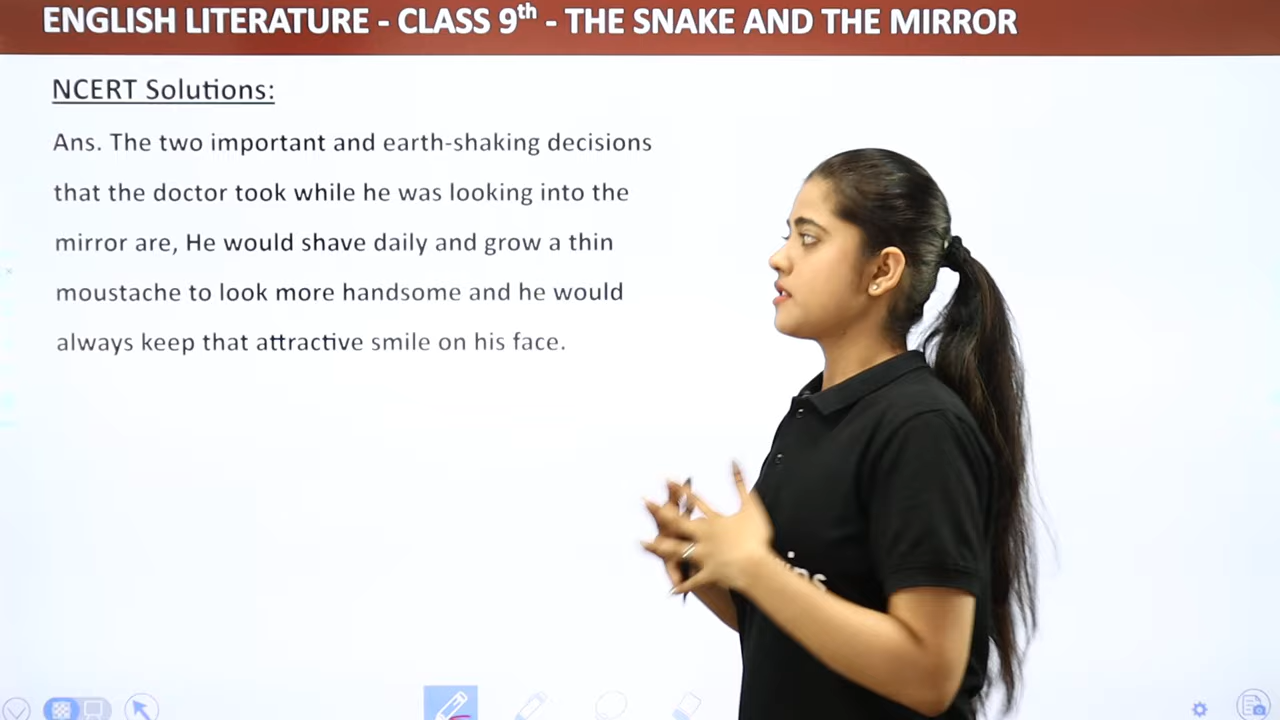 ENGLISH LITERATURE - CLASS 9th - THE SNAKE AND THE MIRROR
NCERT Solutions:
Ans. The two important and earth-shaking decisions
that the doctor took while he was looking into the
mirror are, He would shave daily and grow a thin
moustache to look more handsome and he would
always keep that attractive smile on his face.